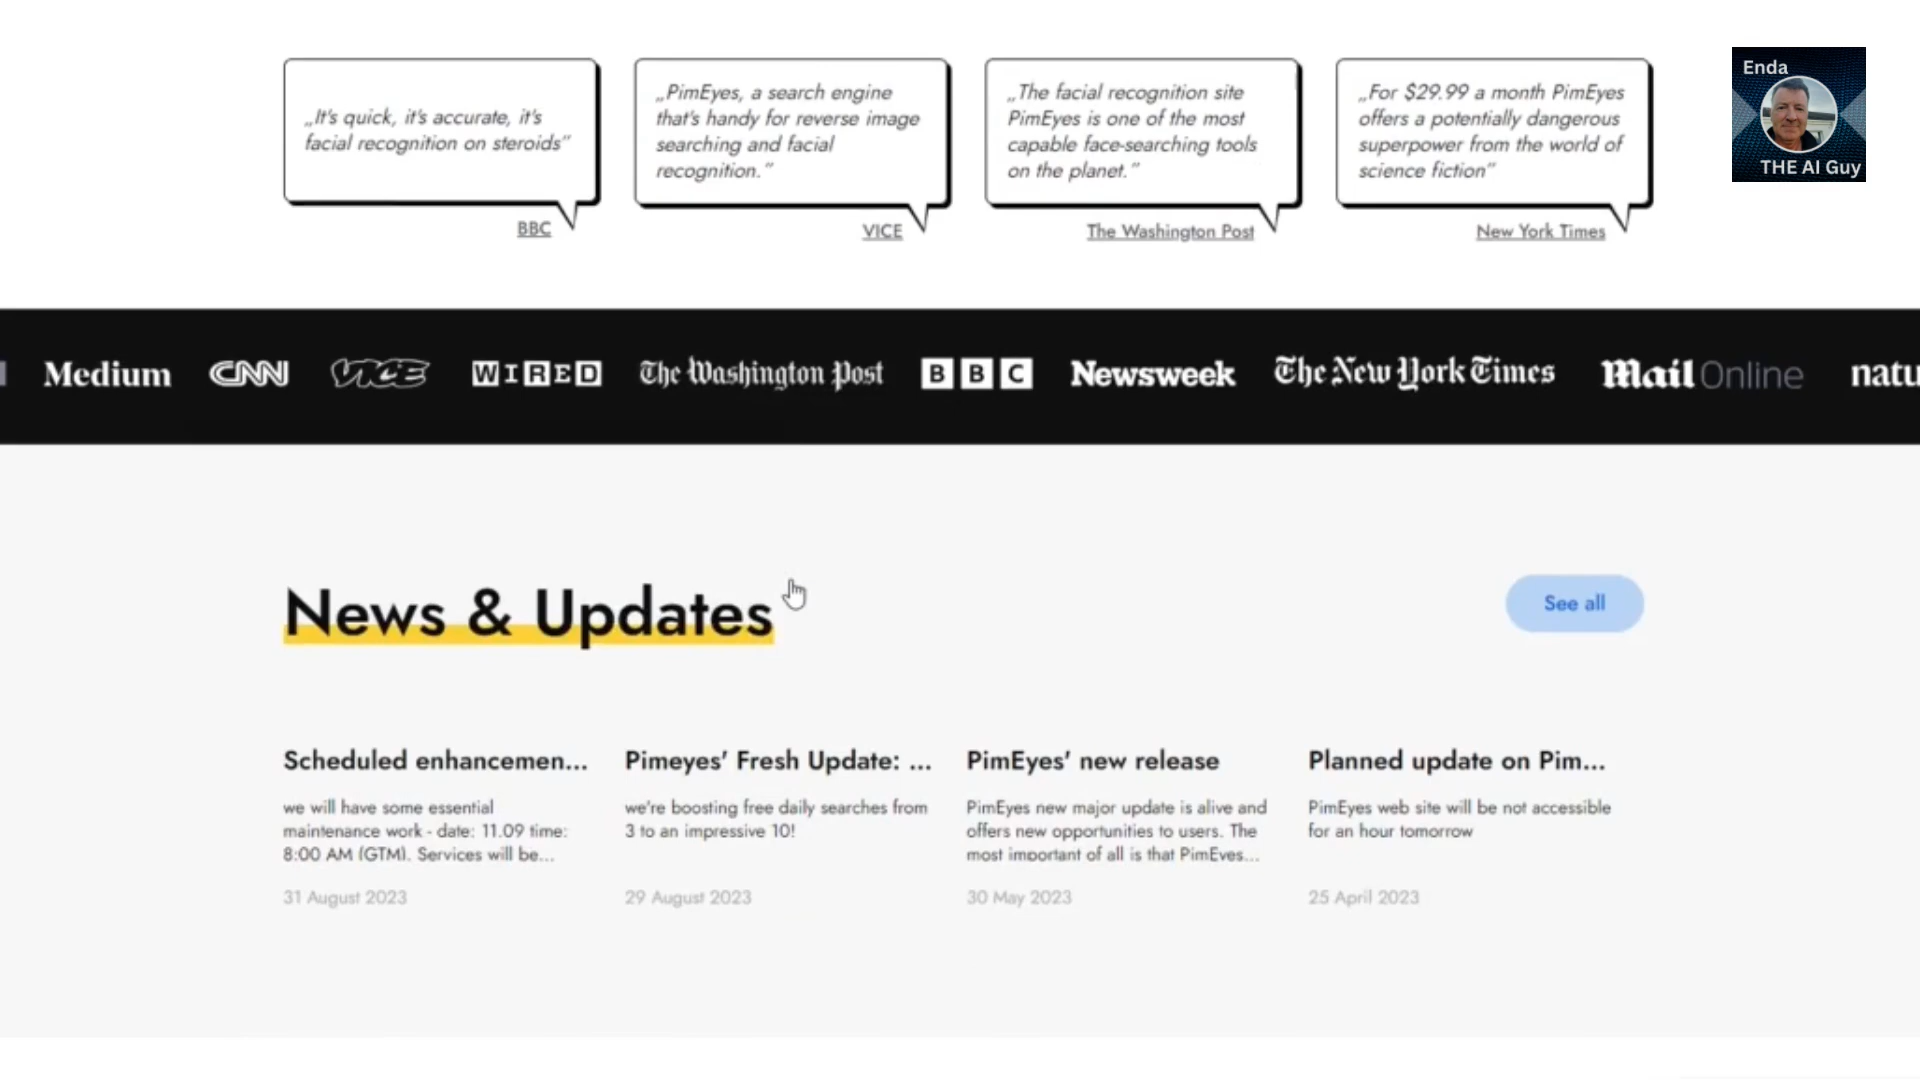 Enda
THE AI Guy
„It's quick, it's accurate, it's
facial recognition on steroids”
BBC
„PimEyes, a search engine
that's handy for reverse image
searching and facial
recognition.”
VICE
„The facial recognition site
PimEyes is one of the most
capable face-searching tools
on the planet.”
The Washington Post
„For $29.99 a month PimEyes
offers a potentially dangerous
superpower from the world of
science fiction”
New York Times
Medium CNN VICE WIRED The Washington Post BBC Newsweek The New York Times Mail Online natu
News & Updates
See all
Scheduled enhancemen...
we will have some essential
maintenance work - date: 11.09 time:
8:00 AM (GTM). Services will be...
31 August 2023
Pimeyes' Fresh Update: ...
we're boosting free daily searches from
3 to an impressive 10!
29 August 2023
PimEyes' new release
PimEyes new major update is alive and
offers new opportunities to users. The
most important of all is that PimEyes...
30 May 2023
Planned update on Pim...
PimEyes web site will be not accessible
for an hour tomorrow
25 April 2023